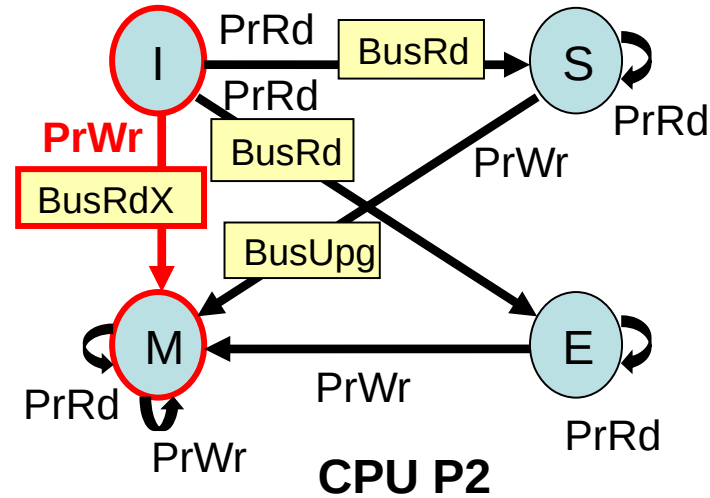 I
PrRd
BusRd
S
PrRd
PrRd
PrWr
BusRd
PrWr
BusRdX
BusUpg
M
E
PrRd
PrWr
PrWr
PrRd
CPU P2